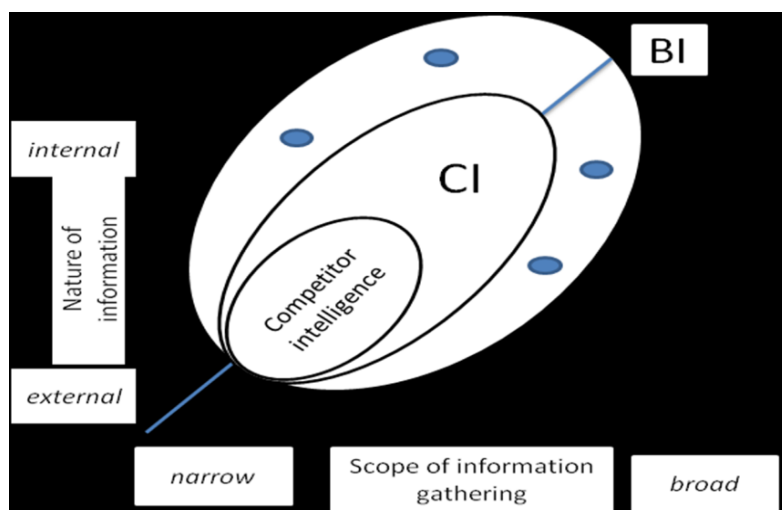 BI
internal
CI
Nature of
information
Competitor
intelligence
external
narrow
Scope of information
gathering
broad